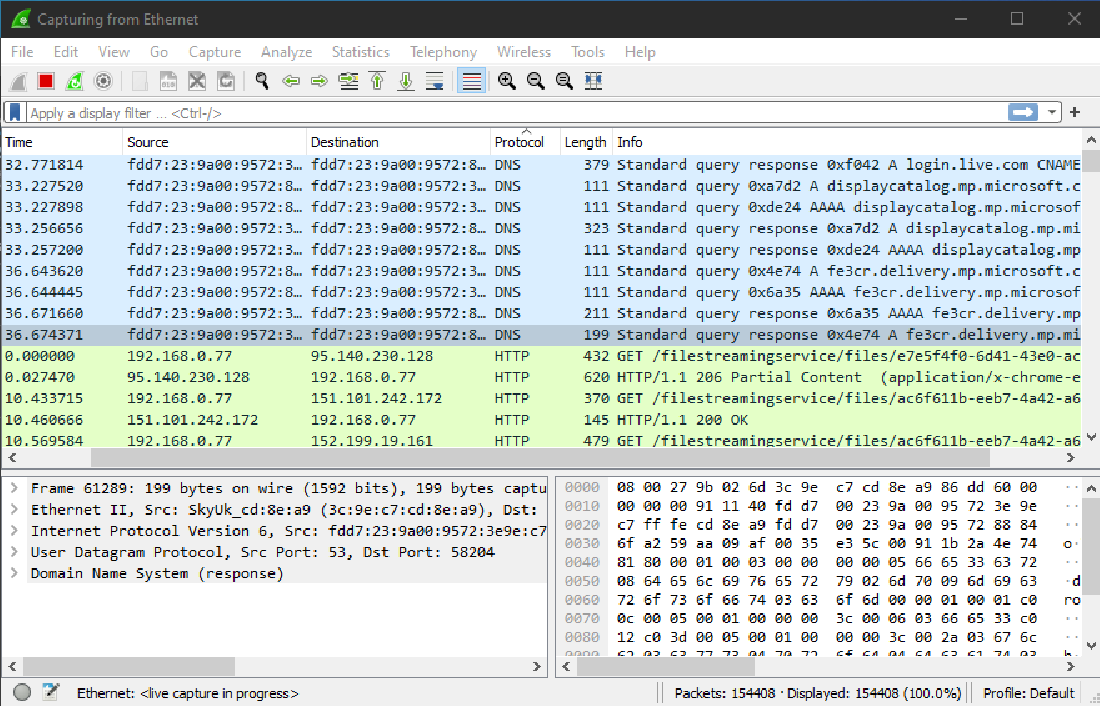 Capturing from Ethernet
File Edit View Go Capture Analyze Statistics Telephony Wireless Tools Help
Apply a display filter ... <Ctrl-/>
Time Source Destination Protocol Length Info
32.771814 fdd7:23:9a00:9572:3… fdd7:23:9a00:9572:8… DNS 379 Standard query response 0xf042 A login.live.com CNAME
33.227520 fdd7:23:9a00:9572:8… fdd7:23:9a00:9572:3… DNS 111 Standard query 0xa7d2 A displaycatalog.mp.microsoft.c
33.227898 fdd7:23:9a00:9572:8… fdd7:23:9a00:9572:3… DNS 111 Standard query 0xde24 AAAA displaycatalog.mp.microsof
33.256656 fdd7:23:9a00:9572:3… fdd7:23:9a00:9572:8… DNS 323 Standard query response 0xa7d2 A displaycatalog.mp.mi
33.257200 fdd7:23:9a00:9572:3… fdd7:23:9a00:9572:8… DNS 111 Standard query response 0xde24 AAAA displaycatalog.mp
36.643620 fdd7:23:9a00:9572:8… fdd7:23:9a00:9572:3… DNS 111 Standard query 0x4e74 A fe3cr.delivery.mp.microsoft.c
36.644445 fdd7:23:9a00:9572:8… fdd7:23:9a00:9572:3… DNS 111 Standard query 0x6a35 AAAA fe3cr.delivery.mp.microsof
36.671660 fdd7:23:9a00:9572:3… fdd7:23:9a00:9572:8… DNS 211 Standard query response 0x6a35 AAAA fe3cr.delivery.mp
36.674371 fdd7:23:9a00:9572:3… fdd7:23:9a00:9572:8… DNS 199 Standard query response 0x4e74 A fe3cr.delivery.mp.mi
0.000000 192.168.0.77 95.140.230.128 HTTP 432 GET /filestreamingservice/files/e7e5f4f0-6d41-43e0-ac
0.027470 95.140.230.128 192.168.0.77 HTTP 620 HTTP/1.1 206 Partial Content (application/x-chrome-e
10.433715 192.168.0.77 151.101.242.172 HTTP 370 GET /filestreamingservice/files/ac6f611b-eeb7-4a42-a6
10.460666 151.101.242.172 192.168.0.77 HTTP 145 HTTP/1.1 200 OK
10.569584 192.168.0.77 152.199.19.161 HTTP 479 GET /filestreamingservice/files/ac6f611b-eeb7-4a42-a6
Frame 61289: 199 bytes on wire (1592 bits), 199 bytes captu
Ethernet II, Src: SkyUk_cd:8e:a9 (3c:9e:c7:cd:8e:a9), Dst:
Internet Protocol Version 6, Src: fdd7:23:9a00:9572:3e9e:c7
User Datagram Protocol, Src Port: 53, Dst Port: 58204
Domain Name System (response)
0000 08 00 27 9b 02 6d 3c 9e c7 cd 8e a9 86 dd 60 00 ··
0010 00 00 00 91 11 40 fd d7 00 23 9a 00 95 72 3e 9e ··
0020 c7 ff fe cd 8e a9 fd d7 00 23 9a 00 95 72 88 84 ··
0030 6f a2 59 aa 09 af 00 35 e3 5c 00 91 1b 2a 4e 74 o·
0040 81 80 00 01 00 03 00 00 00 00 05 66 65 33 63 72 ··
0050 08 64 65 6c 69 76 65 72 79 02 6d 70 09 6d 69 63 ·d
0060 72 6f 73 6f 66 74 03 63 6f 6d 00 00 01 00 01 c0 ro
0070 0c 00 05 00 01 00 00 00 3c 00 06 03 66 65 33 c0 ··
0080 12 c0 3d 00 05 00 01 00 00 00 3c 00 2a 03 67 6c ··
Ethernet: <live capture in progress>
Packets: 154408 · Displayed: 154408 (100.0%)
Profile: Default